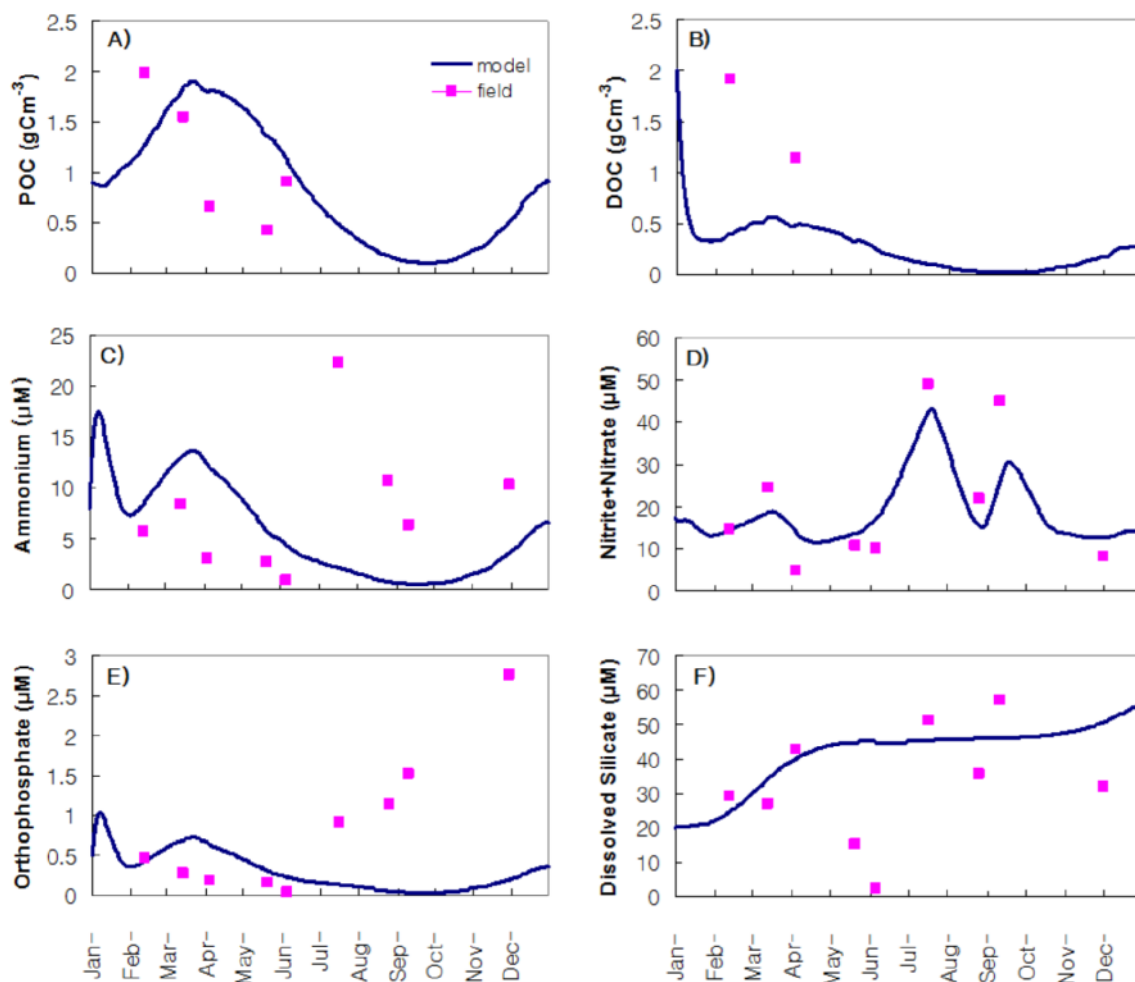 A)
POC (gCm-3)
2.5
2
1.5
1
0.5
0
model
field
B)
DOC (gCm-3)
2.5
2
1.5
1
0.5
0
C)
Ammonium (µM)
25
20
15
10
5
0
D)
Nitrite+Nitrate (µM)
60
50
40
30
20
10
0
E)
Orthophosphate (µM)
3
2.5
2
1.5
1
0.5
0
Jan-
Feb-
Mar-
Apr-
May-
Jun-
Jul-
Aug-
Sep-
Oct-
Nov-
Dec-
F)
Dissolved Silicate (µM)
70
60
50
40
30
20
10
0
Jan-
Feb-
Mar-
Apr-
May-
Jun-
Jul-
Aug-
Sep-
Oct-
Nov-
Dec-